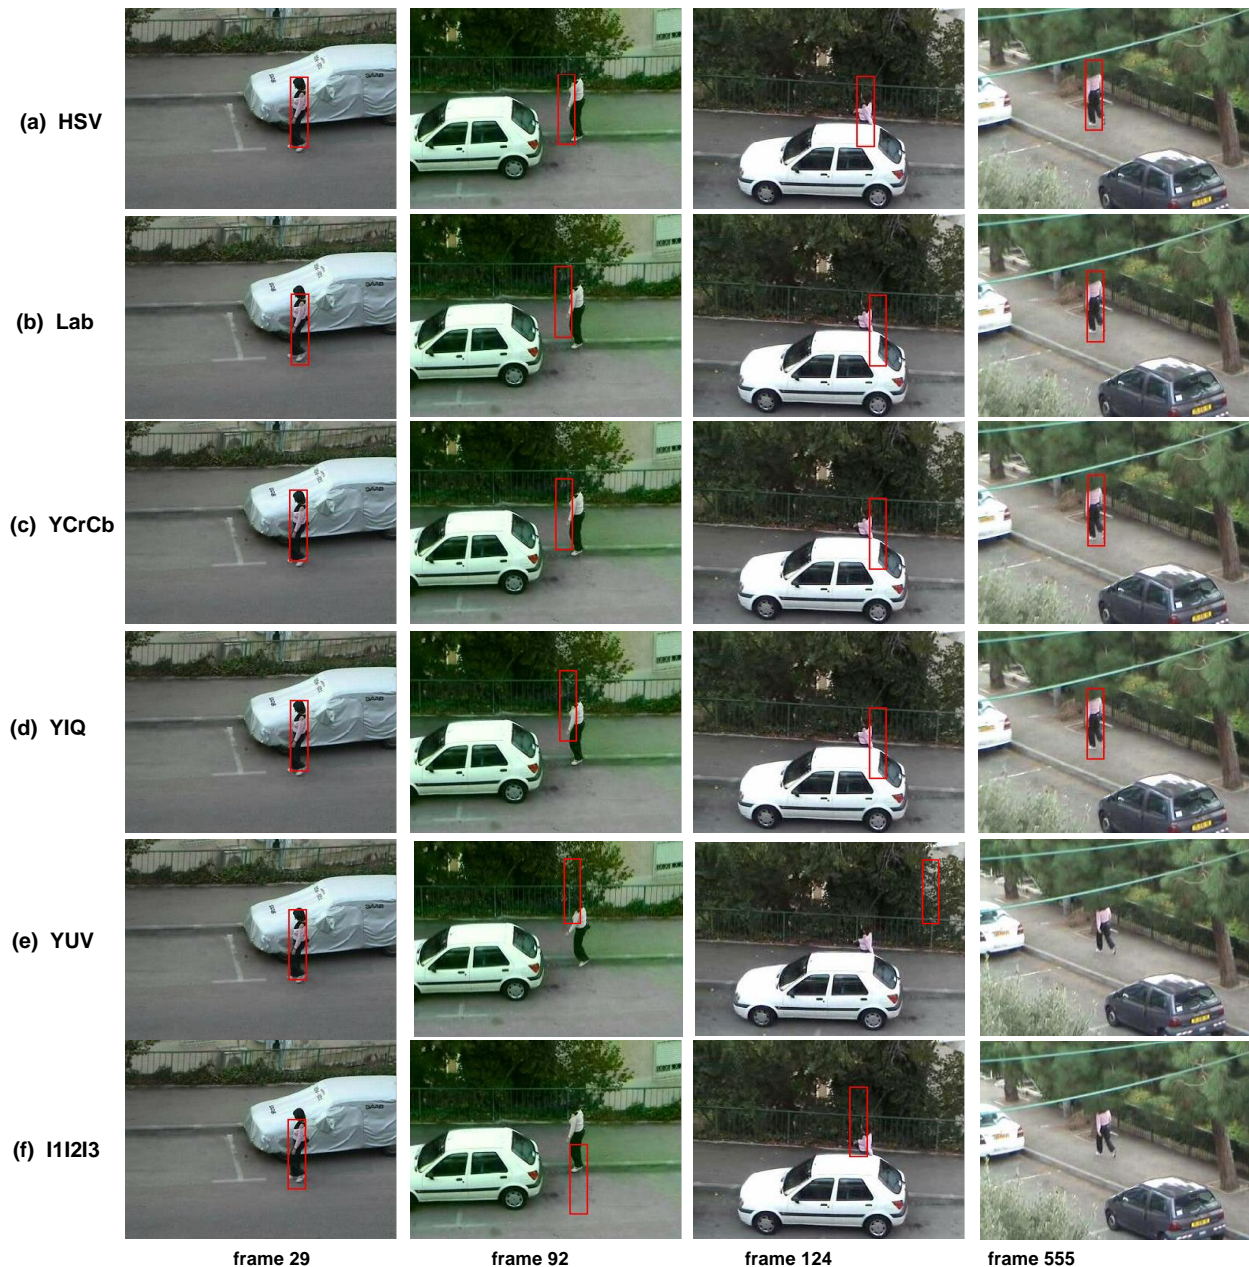 (a) HSV
(b) Lab
(c) YCrCb
(d) YIQ
(e) YUV
(f) I1I2I3
frame 29
frame 92
frame 124
frame 555